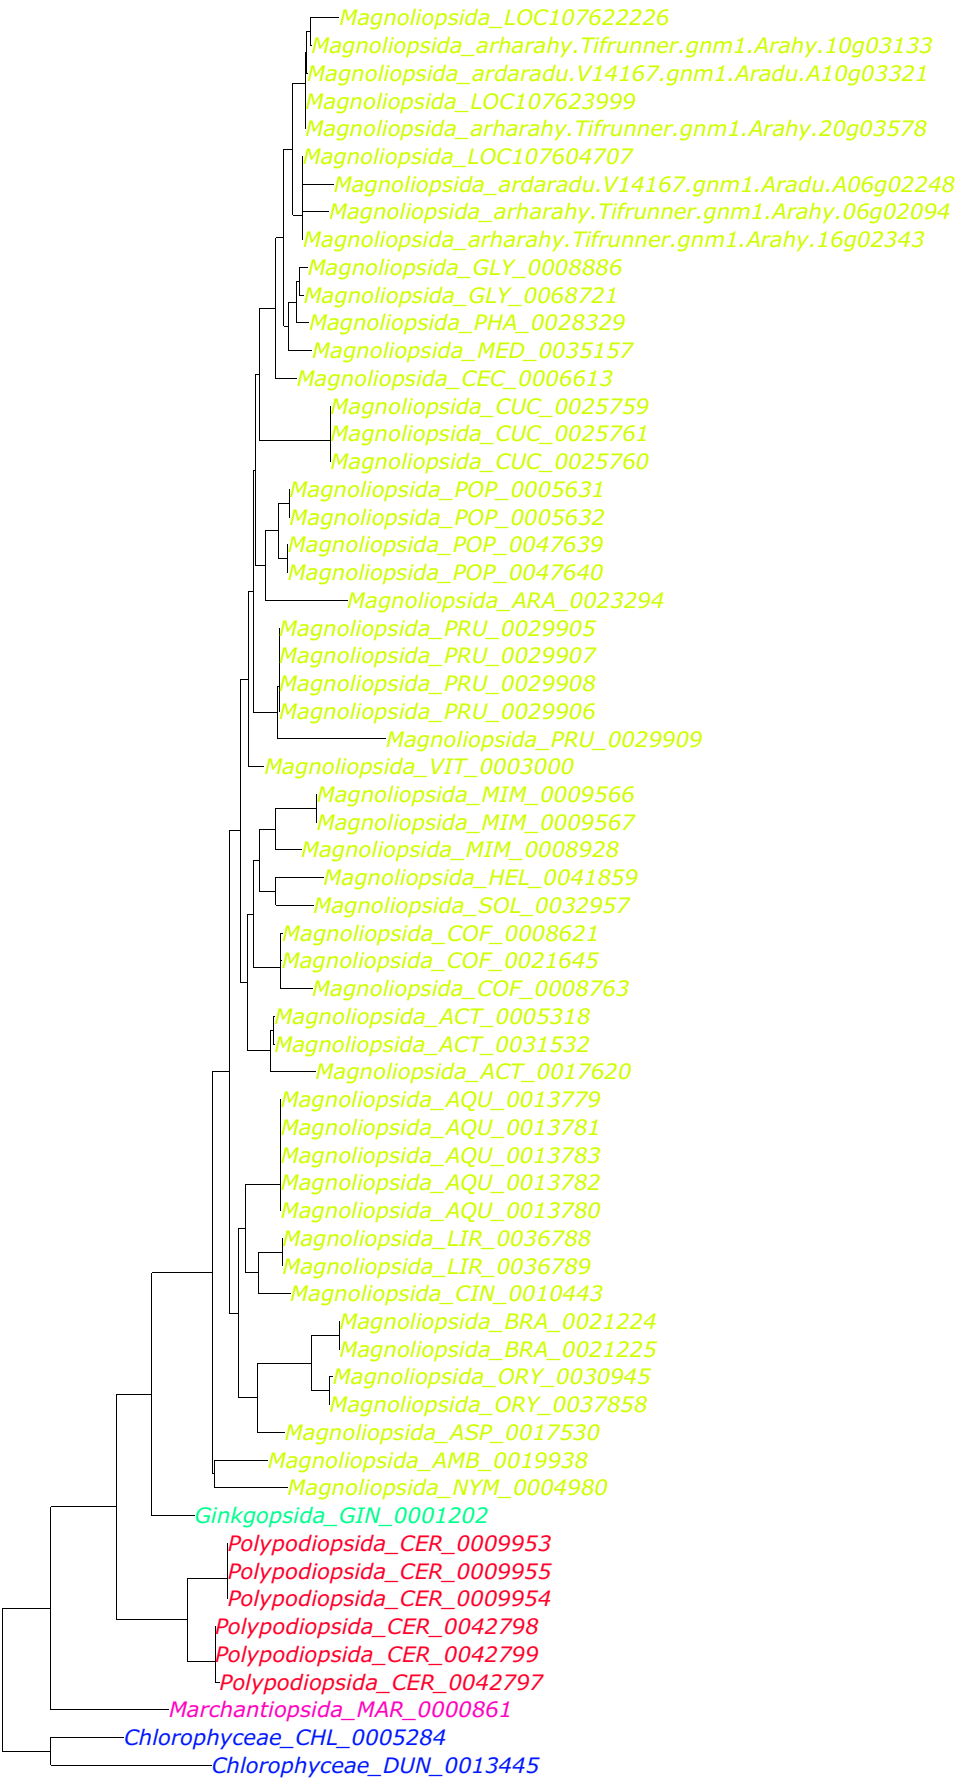 Magnoliopsida_LOC107622226
Magnoliopsida_arharahy.Tifrunner.gnm1.Arahy.10g03133
Magnoliopsida_ardaradu.V14167.gnm1.Aradu.A10g03321
Magnoliopsida_LOC107623999
Magnoliopsida_arharahy.Tifrunner.gnm1.Arahy.20g03578
Magnoliopsida_LOC107604707
Magnoliopsida_ardaradu.V14167.gnm1.Aradu.A06g02248
Magnoliopsida_arharahy.Tifrunner.gnm1.Arahy.06g02094
Magnoliopsida_arharahy.Tifrunner.gnm1.Arahy.16g02343
Magnoliopsida_GLY_0008886
Magnoliopsida_GLY_0068721
Magnoliopsida_PHA_0028329
Magnoliopsida_MED_0035157
Magnoliopsida_CEC_0006613
Magnoliopsida_CUC_0025759
Magnoliopsida_CUC_0025761
Magnoliopsida_CUC_0025760
Magnoliopsida_POP_0005631
Magnoliopsida_POP_0005632
Magnoliopsida_POP_0047639
Magnoliopsida_POP_0047640
Magnoliopsida_ARA_0023294
Magnoliopsida_PRU_0029905
Magnoliopsida_PRU_0029907
Magnoliopsida_PRU_0029908
Magnoliopsida_PRU_0029906
Magnoliopsida_PRU_0029909
Magnoliopsida_VIT_0003000
Magnoliopsida_MIM_0009566
Magnoliopsida_MIM_0009567
Magnoliopsida_MIM_0008928
Magnoliopsida_HEL_0041859
Magnoliopsida_SOL_0032957
Magnoliopsida_COF_0008621
Magnoliopsida_COF_0021645
Magnoliopsida_COF_0008763
Magnoliopsida_ACT_0005318
Magnoliopsida_ACT_0031532
Magnoliopsida_ACT_0017620
Magnoliopsida_AQU_0013779
Magnoliopsida_AQU_0013781
Magnoliopsida_AQU_0013783
Magnoliopsida_AQU_0013782
Magnoliopsida_AQU_0013780
Magnoliopsida_LIR_0036788
Magnoliopsida_LIR_0036789
Magnoliopsida_CIN_0010443
Magnoliopsida_BRA_0021224
Magnoliopsida_BRA_0021225
Magnoliopsida_ORY_0030945
Magnoliopsida_ORY_0037858
Magnoliopsida_ASP_0017530
Magnoliopsida_AMB_0019938
Magnoliopsida_NYM_0004980
Ginkgopsida_GIN_0001202
Polypodiopsida_CER_0009953
Polypodiopsida_CER_0009955
Polypodiopsida_CER_0009954
Polypodiopsida_CER_0042798
Polypodiopsida_CER_0042799
Polypodiopsida_CER_0042797
Marchantiopsida_MAR_0000861
Chlorophyceae_CHL_0005284
Chlorophyceae_DUN_0013445